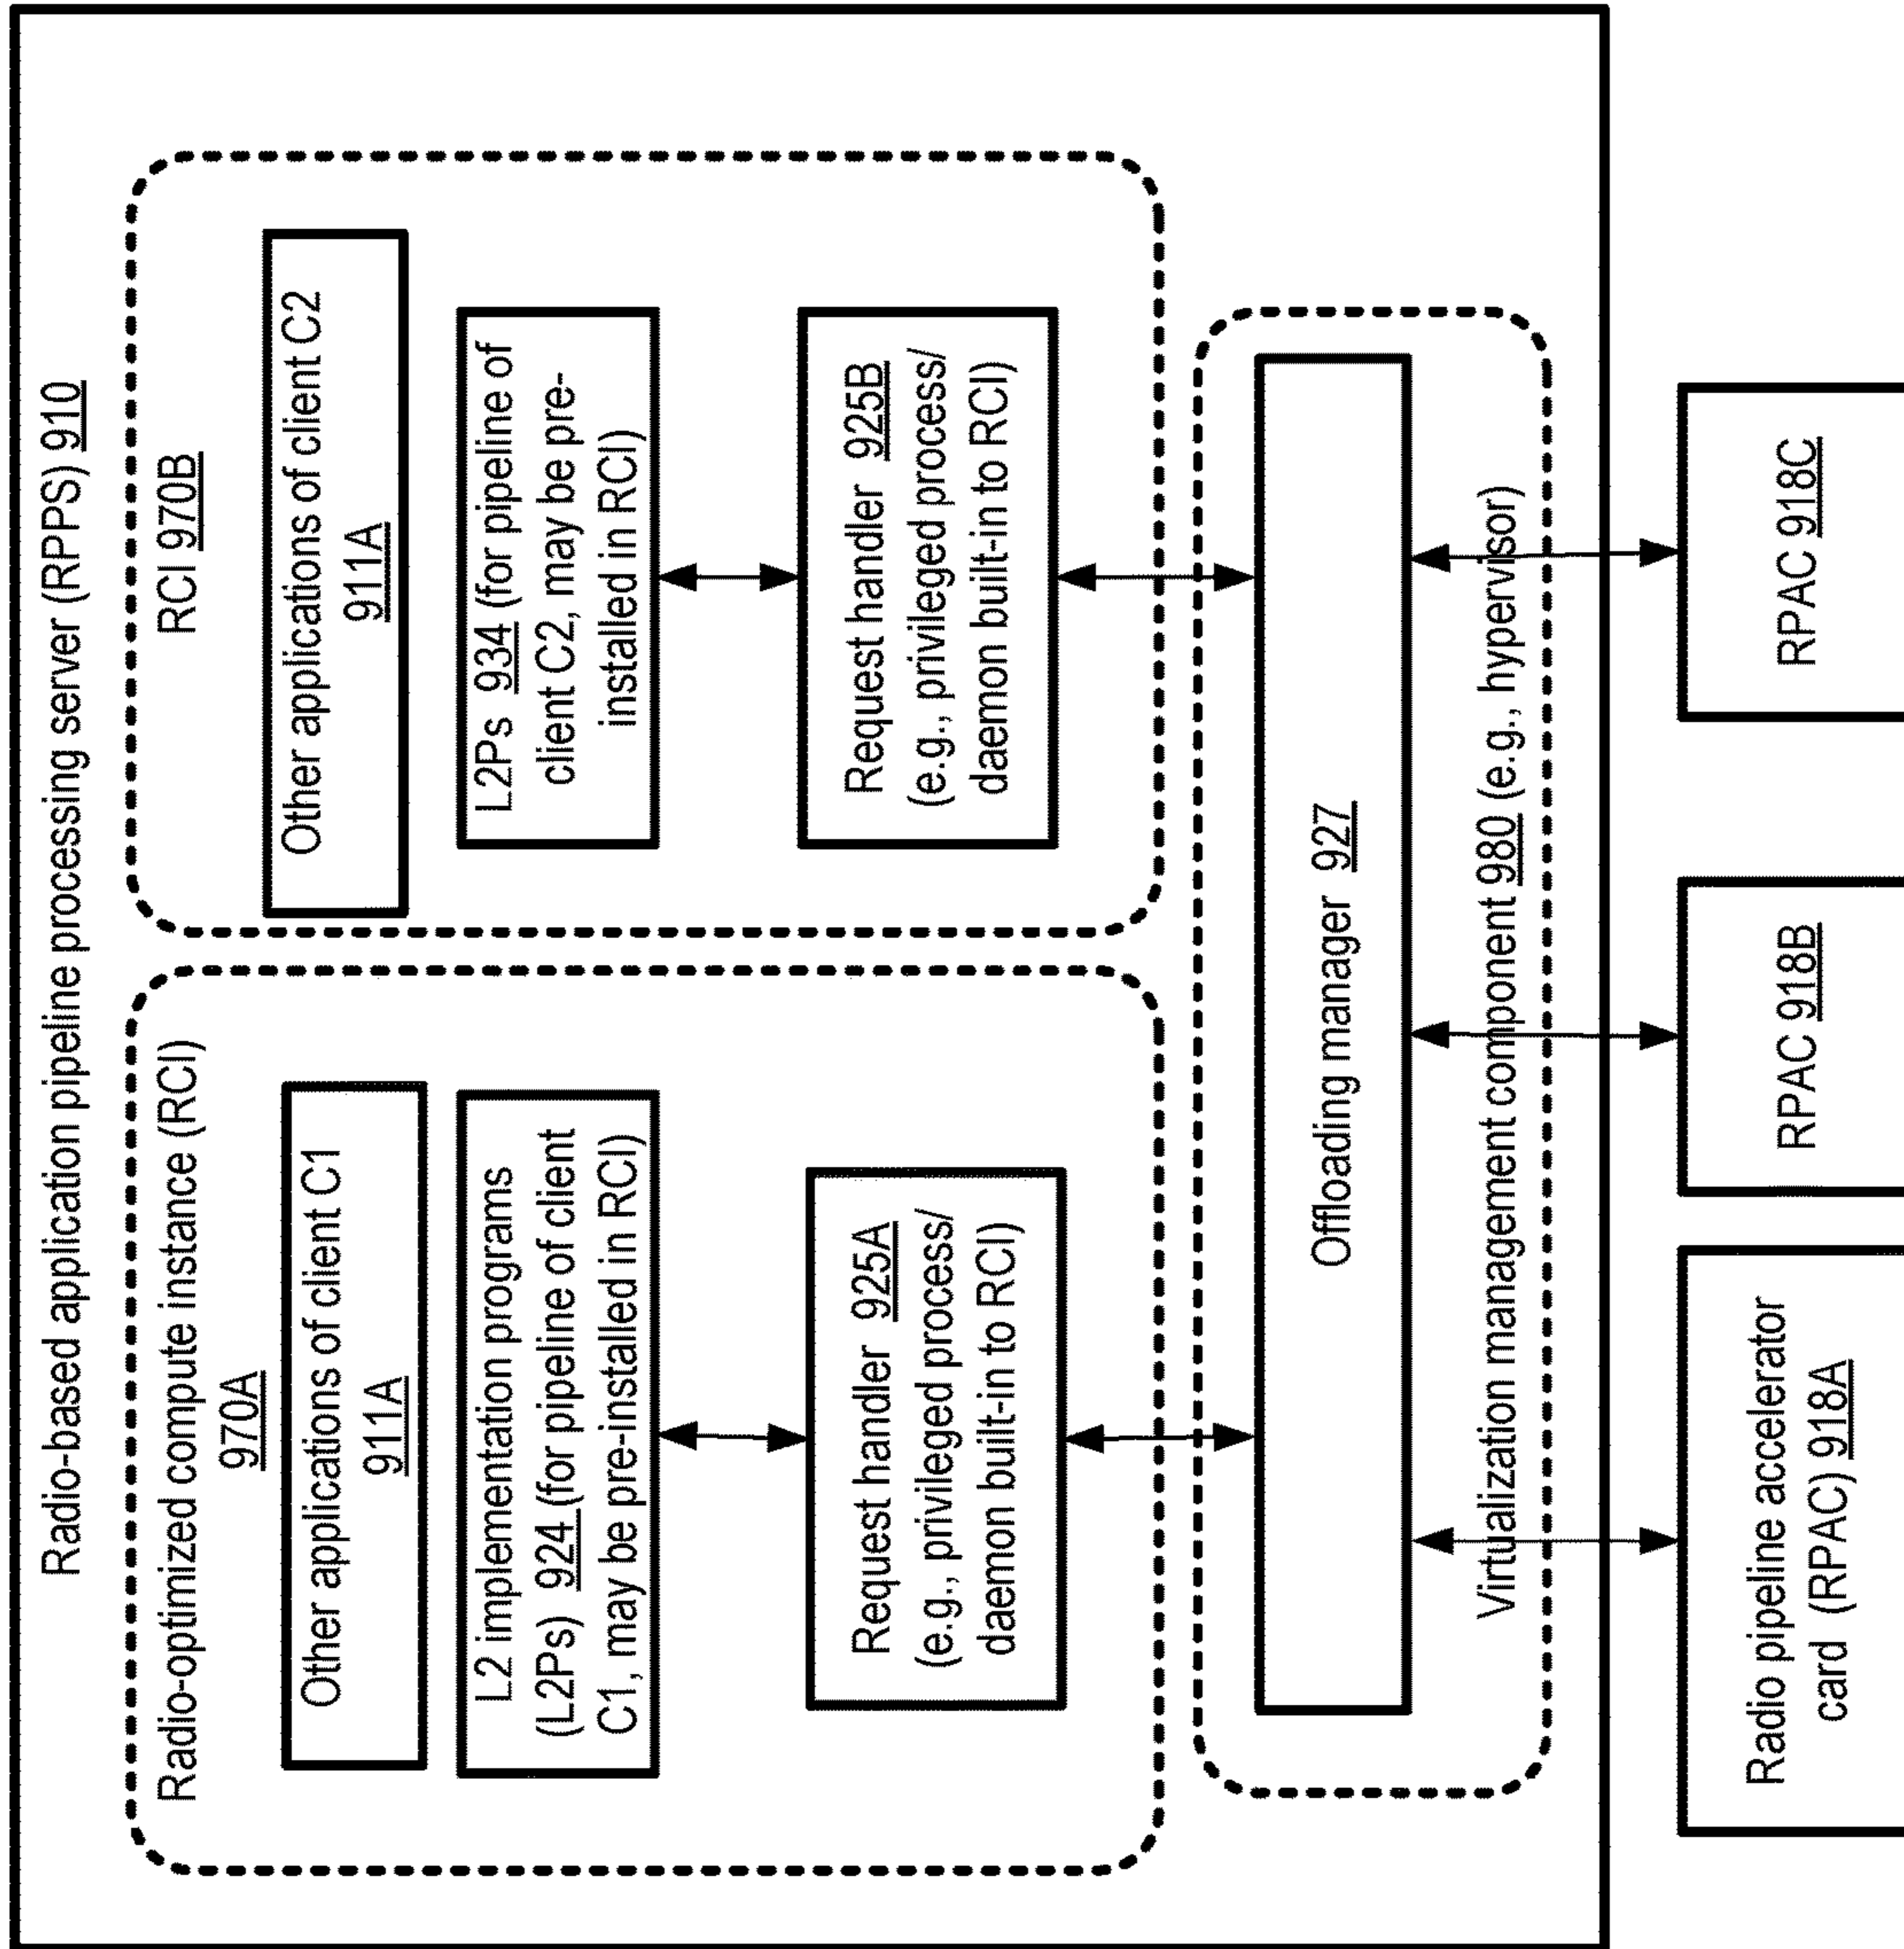 Radio-based application pipeline processing server (RPPS) 910
Radio-optimized compute instance (RCI)
970A
Other applications of client C1
911A
L2 implementation programs
(L2Ps) 924 (for pipeline of client
C1, may be pre-installed in RCI)
Request handler 925A
(e.g., privileged process/
daemon built-in to RCI)
RCI 970B
Other applications of client C2
911A
L2Ps 934 (for pipeline of
client C2, may be pre-
installed in RCI)
Request handler 925B
(e.g., privileged process/
daemon built-in to RCI)
Offloading manager 927
Virtualization management component 980 (e.g., hypervisor)
Radio pipeline accelerator
card (RPAC) 918A
RPAC 918B
RPAC 918C